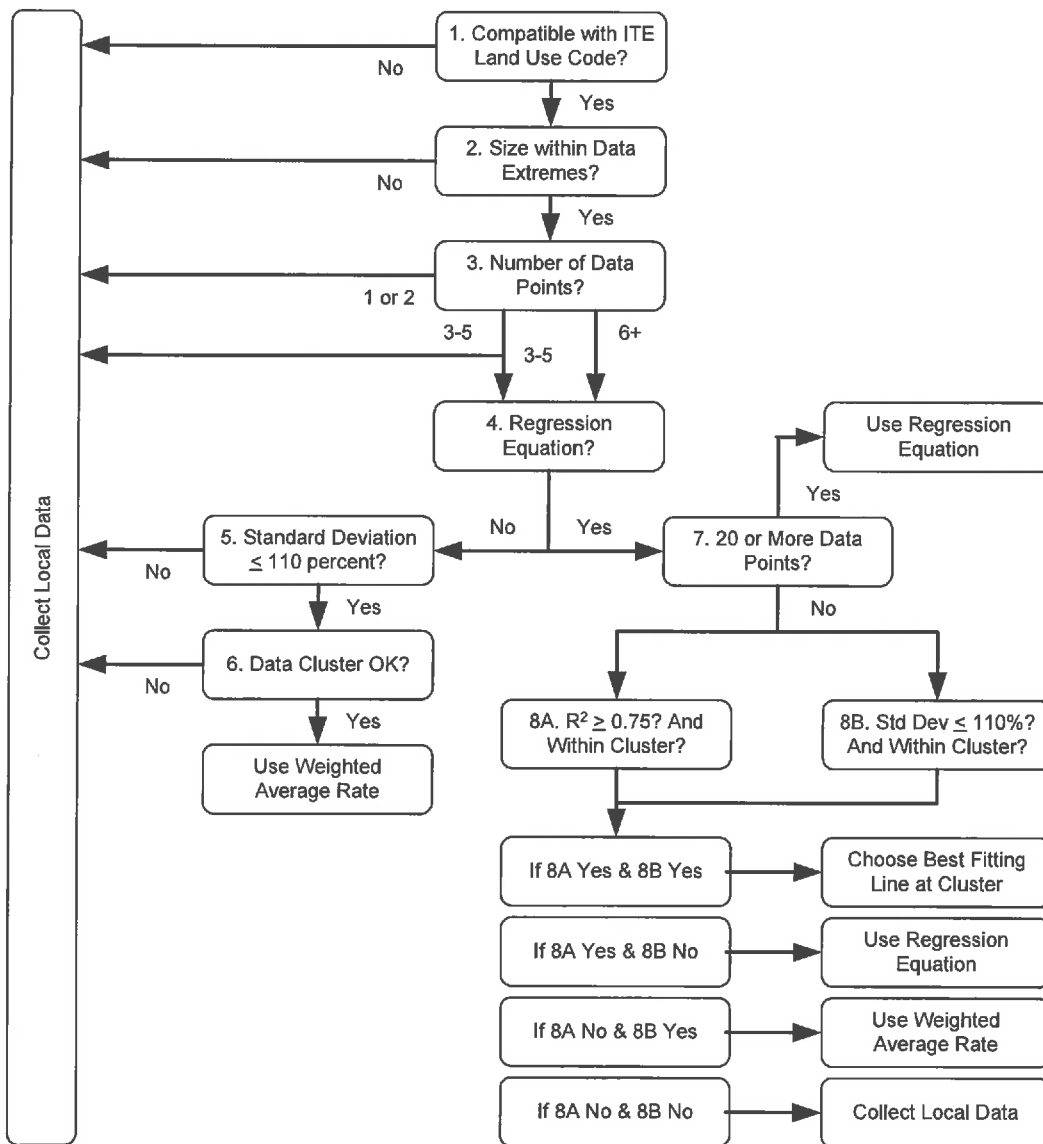 1. Compatible with ITE
Land Use Code?
No
Yes
2. Size within Data
Extremes?
No
Yes
3. Number of Data
Points?
1 or 2
3-5
6+
3-5
4. Regression
Equation?
Use Regression
Equation
Yes
No
Yes
5. Standard Deviation
≤ 110 percent?
7. 20 or More Data
Points?
No
Yes
No
6. Data Cluster OK?
No
Yes
8A. R² ≥ 0.75? And
Within Cluster?
8B. Std Dev ≤ 110%?
And Within Cluster?
Use Weighted
Average Rate
If 8A Yes & 8B Yes
Choose Best Fitting
Line at Cluster
If 8A Yes & 8B No
Use Regression
Equation
If 8A No & 8B Yes
Use Weighted
Average Rate
If 8A No & 8B No
Collect Local Data
Collect Local Data